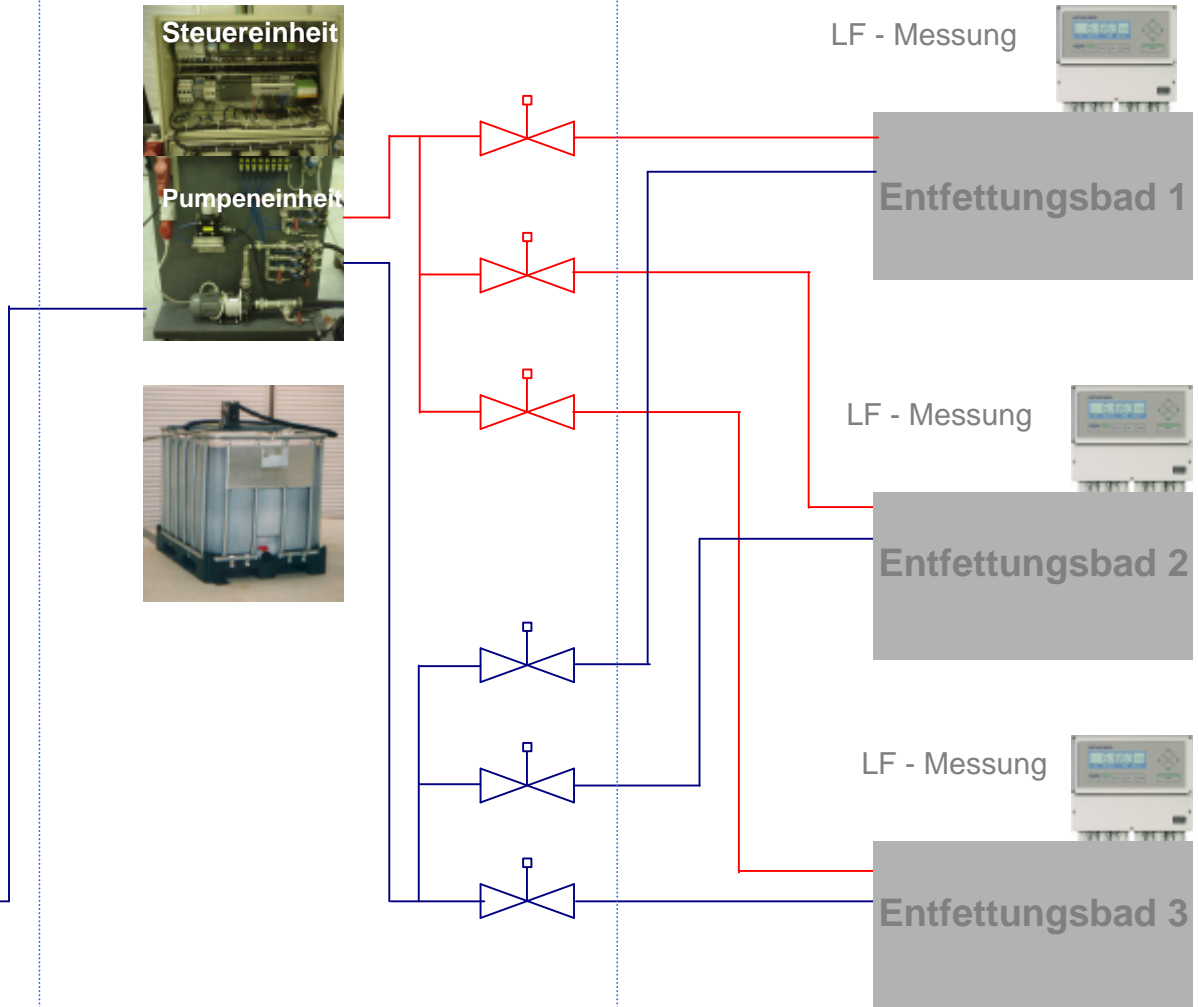 Steuereinheit
Pumpeneinheit
LF - Messung
Entfettungsbad 1
LF - Messung
Entfettungsbad 2
LF - Messung
Entfettungsbad 3